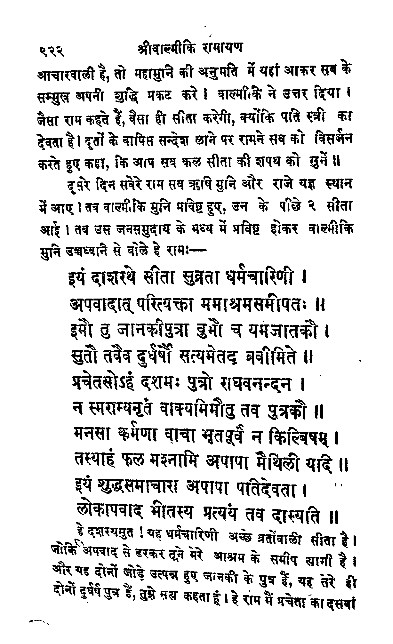 ९२२ श्रीवाल्मीकि रामायण
आचारवाली है, तो महामुनि की अनुमति में यहां आकर सब के
सम्मुख अपनी शुद्धि प्रकट करे । वाल्मीकि ने उत्तर दिया ।
जैसा राम कहते हैं, वैसा ही सीता करेगी, क्योंकि पति स्त्री का
देवता है । दूतों के वापिस सन्देश लाने पर रामने सब को विसर्जन
करते हुए कहा, कि आप सब कल सीता की शपथ को सुनें ॥
दूसरे दिन सवेरे राम सब ऋषि मुनि और राजे यज्ञ स्थान
में आए । तब वाल्मीकि मुनि प्रविष्ट हुए, उन के पीछे २ सीता
आई । तब उस जनसमुदाय के मध्य में प्रविष्ट होकर वाल्मीकि
मुनि उच्चध्वनि से बोले हे रामः—
इयं दाशरथे सीता सुव्रता धर्मचारिणी ।
अपवादात् परित्यक्ता ममाश्रमसमीपतः ॥
इमौ तु जानकीपुत्रा वुभौ च यमजातकौ ।
सुतौ तवैव दुर्धर्षौ सत्यमेतद ब्रवीमिते ॥
प्रचेतसोऽहं दशमः पुत्रो राघवनन्दन ।
न स्मराम्यनृतं वाक्यमिमौतु तव पुत्रकौ ॥
मनसा कर्मणा वाचा भूतपूर्वं न किल्बिषम् ।
तस्याहं फल मश्नामि अपापा मैथिली यदि ॥
इयं शुद्धसमाचारा अपापा पतिदेवता ।
लोकापवाद भीतस्य प्रत्ययं तव दास्यति ॥
हे दशरथसुत ! यह धर्मचारिणी अच्छे व्रतोंवाली सीता है ।
जोकि अपवाद से डरकर तूने मेरे आश्रम के समीप त्यागी है ।
और यह दोनों जोड़े उत्पन्न हुए जानकी के पुत्र हैं, यह तेरे ही
दोनों दुर्धर्ष पुत्र हैं, तुझे सत्य कहता हूं । हे राम मैं प्रचेता का दसवां